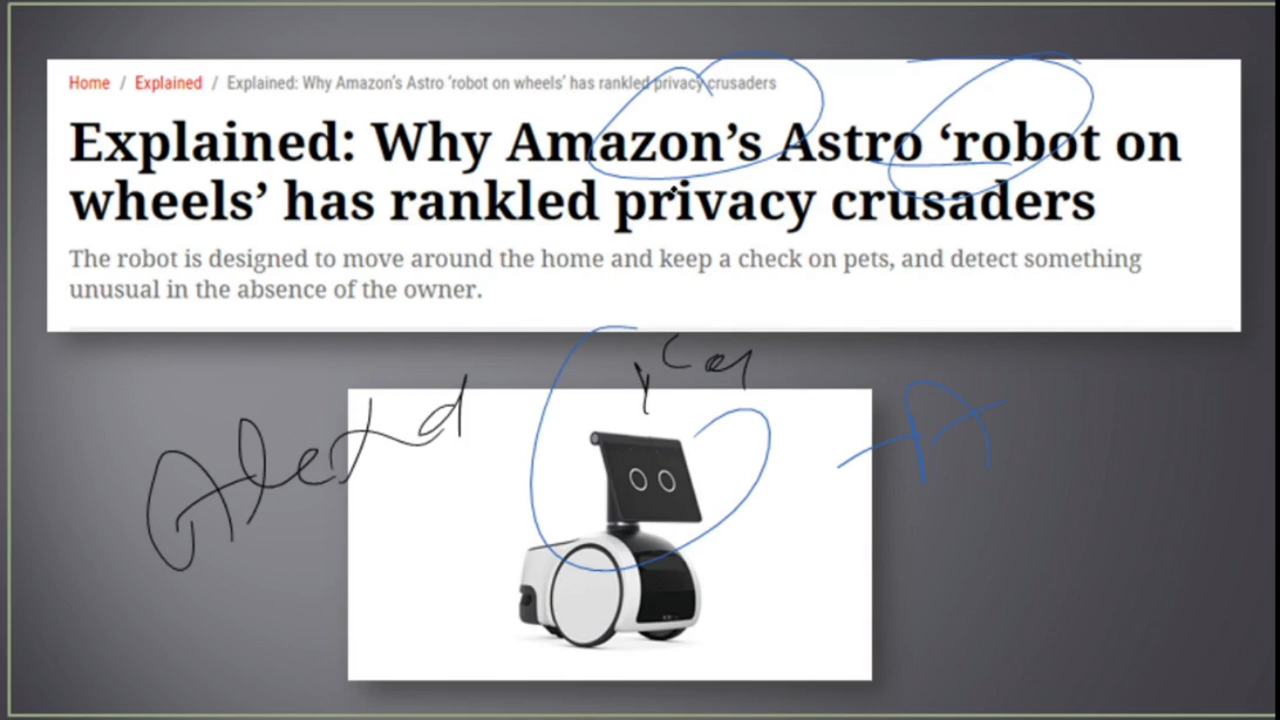 Home / Explained / Explained: Why Amazon's Astro 'robot on wheels' has rankled privacy crusaders
Explained: Why Amazon’s Astro ‘robot on
wheels’ has rankled privacy crusaders
The robot is designed to move around the home and keep a check on pets, and detect something
unusual in the absence of the owner.
Alexa